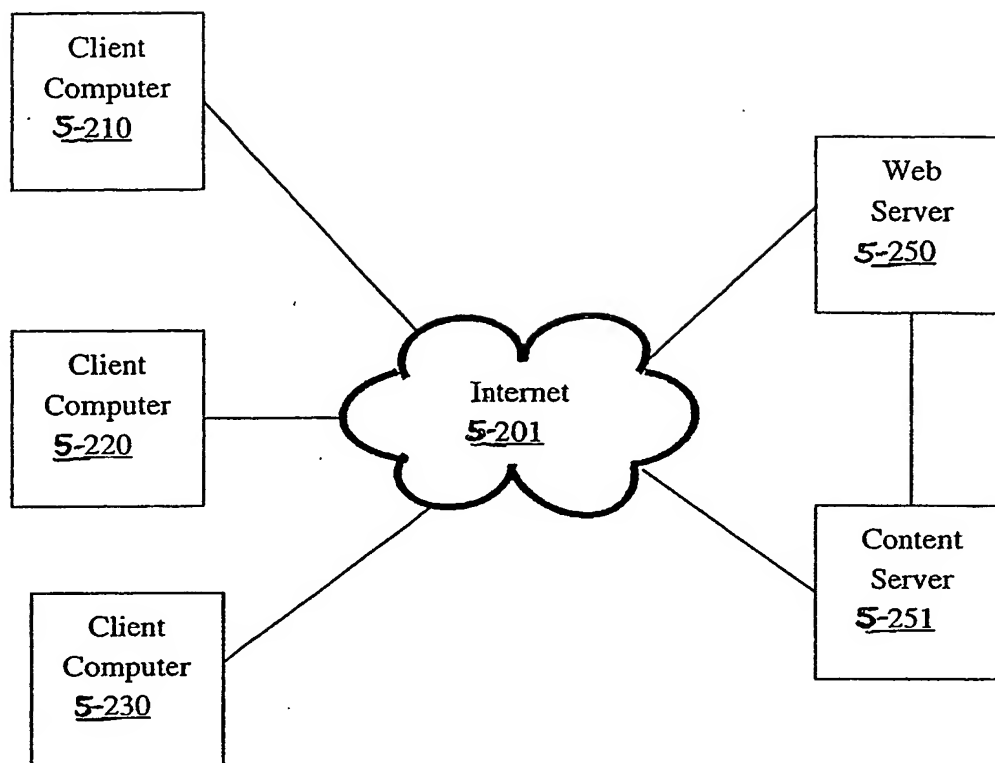 Client
Computer
5-210
Web
Server
5-250
Client
Computer
5-220
Internet
5-201
Content
Server
5-251
Client
Computer
5-230